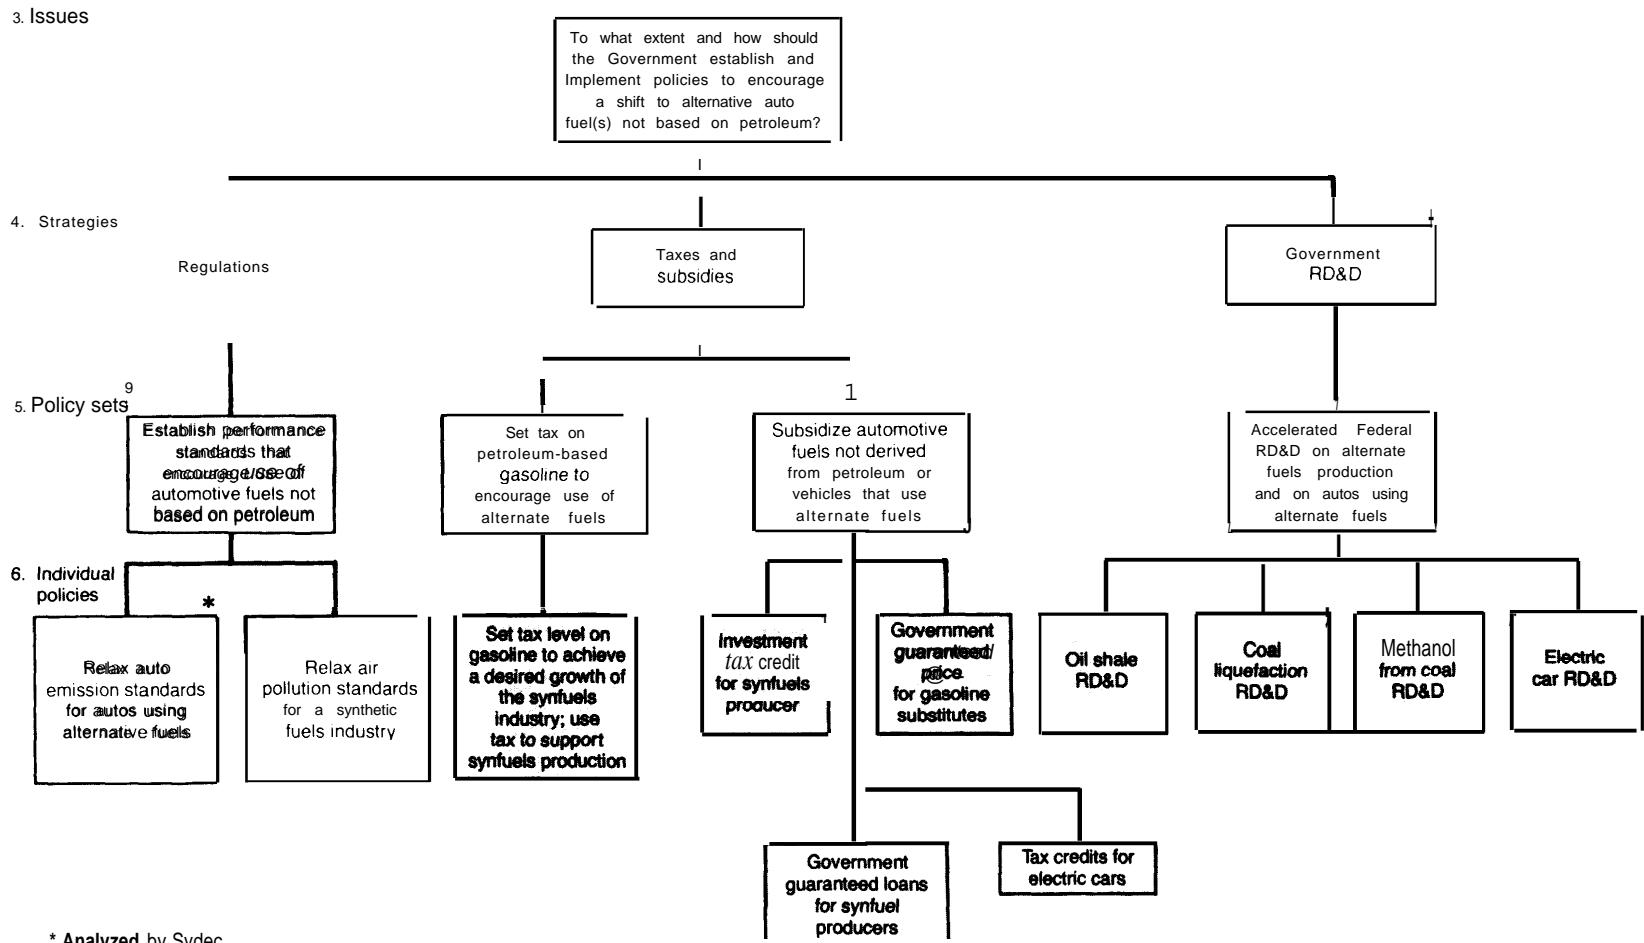 3. Issues
To what extent and how should
the Government establish and
Implement policies to encourage
a shift to alternative auto
fuel(s) not based on petroleum?
4. Strategies
Regulations
Taxes and
subsidies
Government
RD&D
9
5. Policy sets
1
Establish performance
standards that
encourage use of
automotive fuels not
based on petroleum
Set tax on
petroleum-based
gasoline to
encourage use of
alternate fuels
Subsidize automotive
fuels not derived
from petroleum or
vehicles that use
alternate fuels
Accelerated Federal
RD&D on alternate
fuels production
and on autos using
alternate fuels
6. Individual
policies
*
Relax auto
emission standards
for autos using
alternative fuels
Relax air
pollution standards
for a synthetic
fuels industry
Set tax level on
gasoline to achieve
a desired growth of
the synfuels
industry; use
tax to support
synfuels production
Investment
tax credit
for synfuels
producer
Government
guaranteed
price
for gasoline
substitutes
Oil shale
RD&D
Coal
liquefaction
RD&D
Methanol
from coal
RD&D
Electric
car RD&D
Government
guaranteed loans
for synfuel
producers
Tax credits for
electric cars
* Analyzed by Sydec